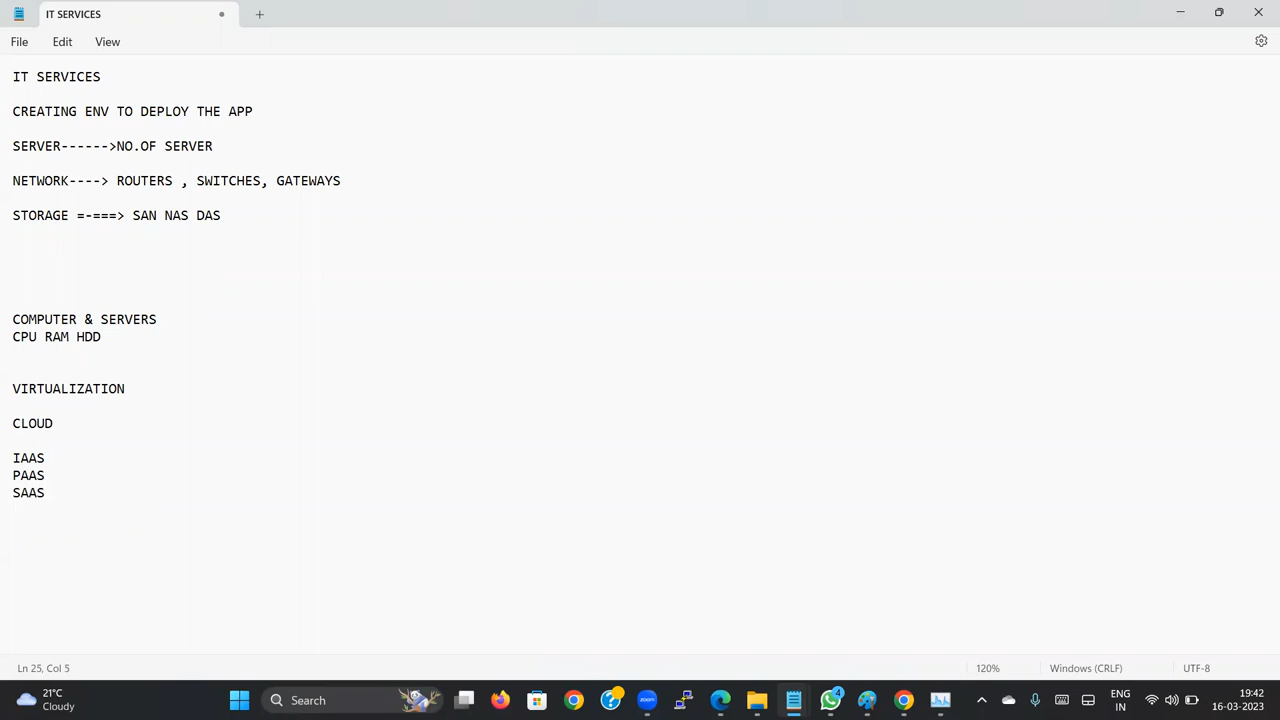 IT SERVICES
File Edit View
IT SERVICES
CREATING ENV TO DEPLOY THE APP
SERVER------>NO.OF SERVER
NETWORK----> ROUTERS , SWITCHES, GATEWAYS
STORAGE =-===> SAN NAS DAS
COMPUTER & SERVERS
CPU RAM HDD
VIRTUALIZATION
CLOUD
IAAS
PAAS
SAAS
Ln 25, Col 5 120% Windows (CRLF) UTF-8
21°C
Cloudy
Search
zoom
4
ENG
IN
19:42
16-03-2023